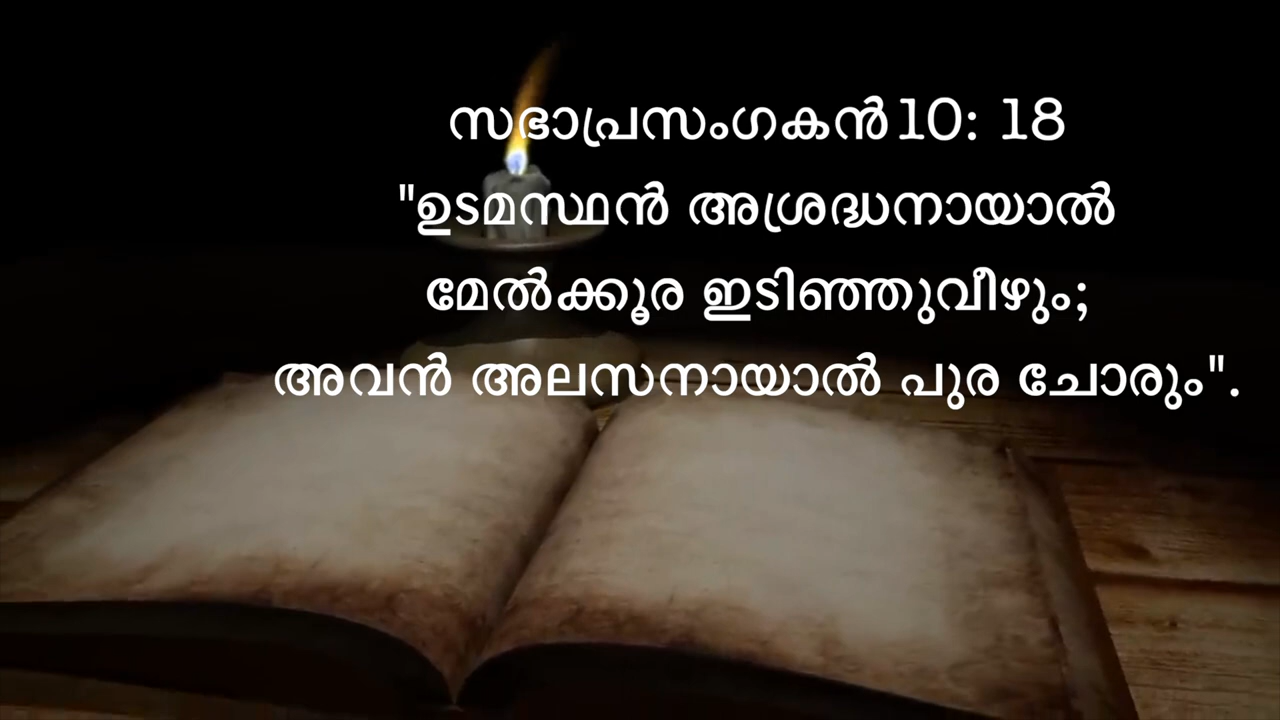 സഭാപ്രസംഗകൻ 10: 18
"ഉടമസ്ഥൻ അശ്രദ്ധനായാൽ
മേൽക്കൂര ഇടിഞ്ഞുവീഴും;
അവൻ അലസനായാൽ പുര ചോരും".